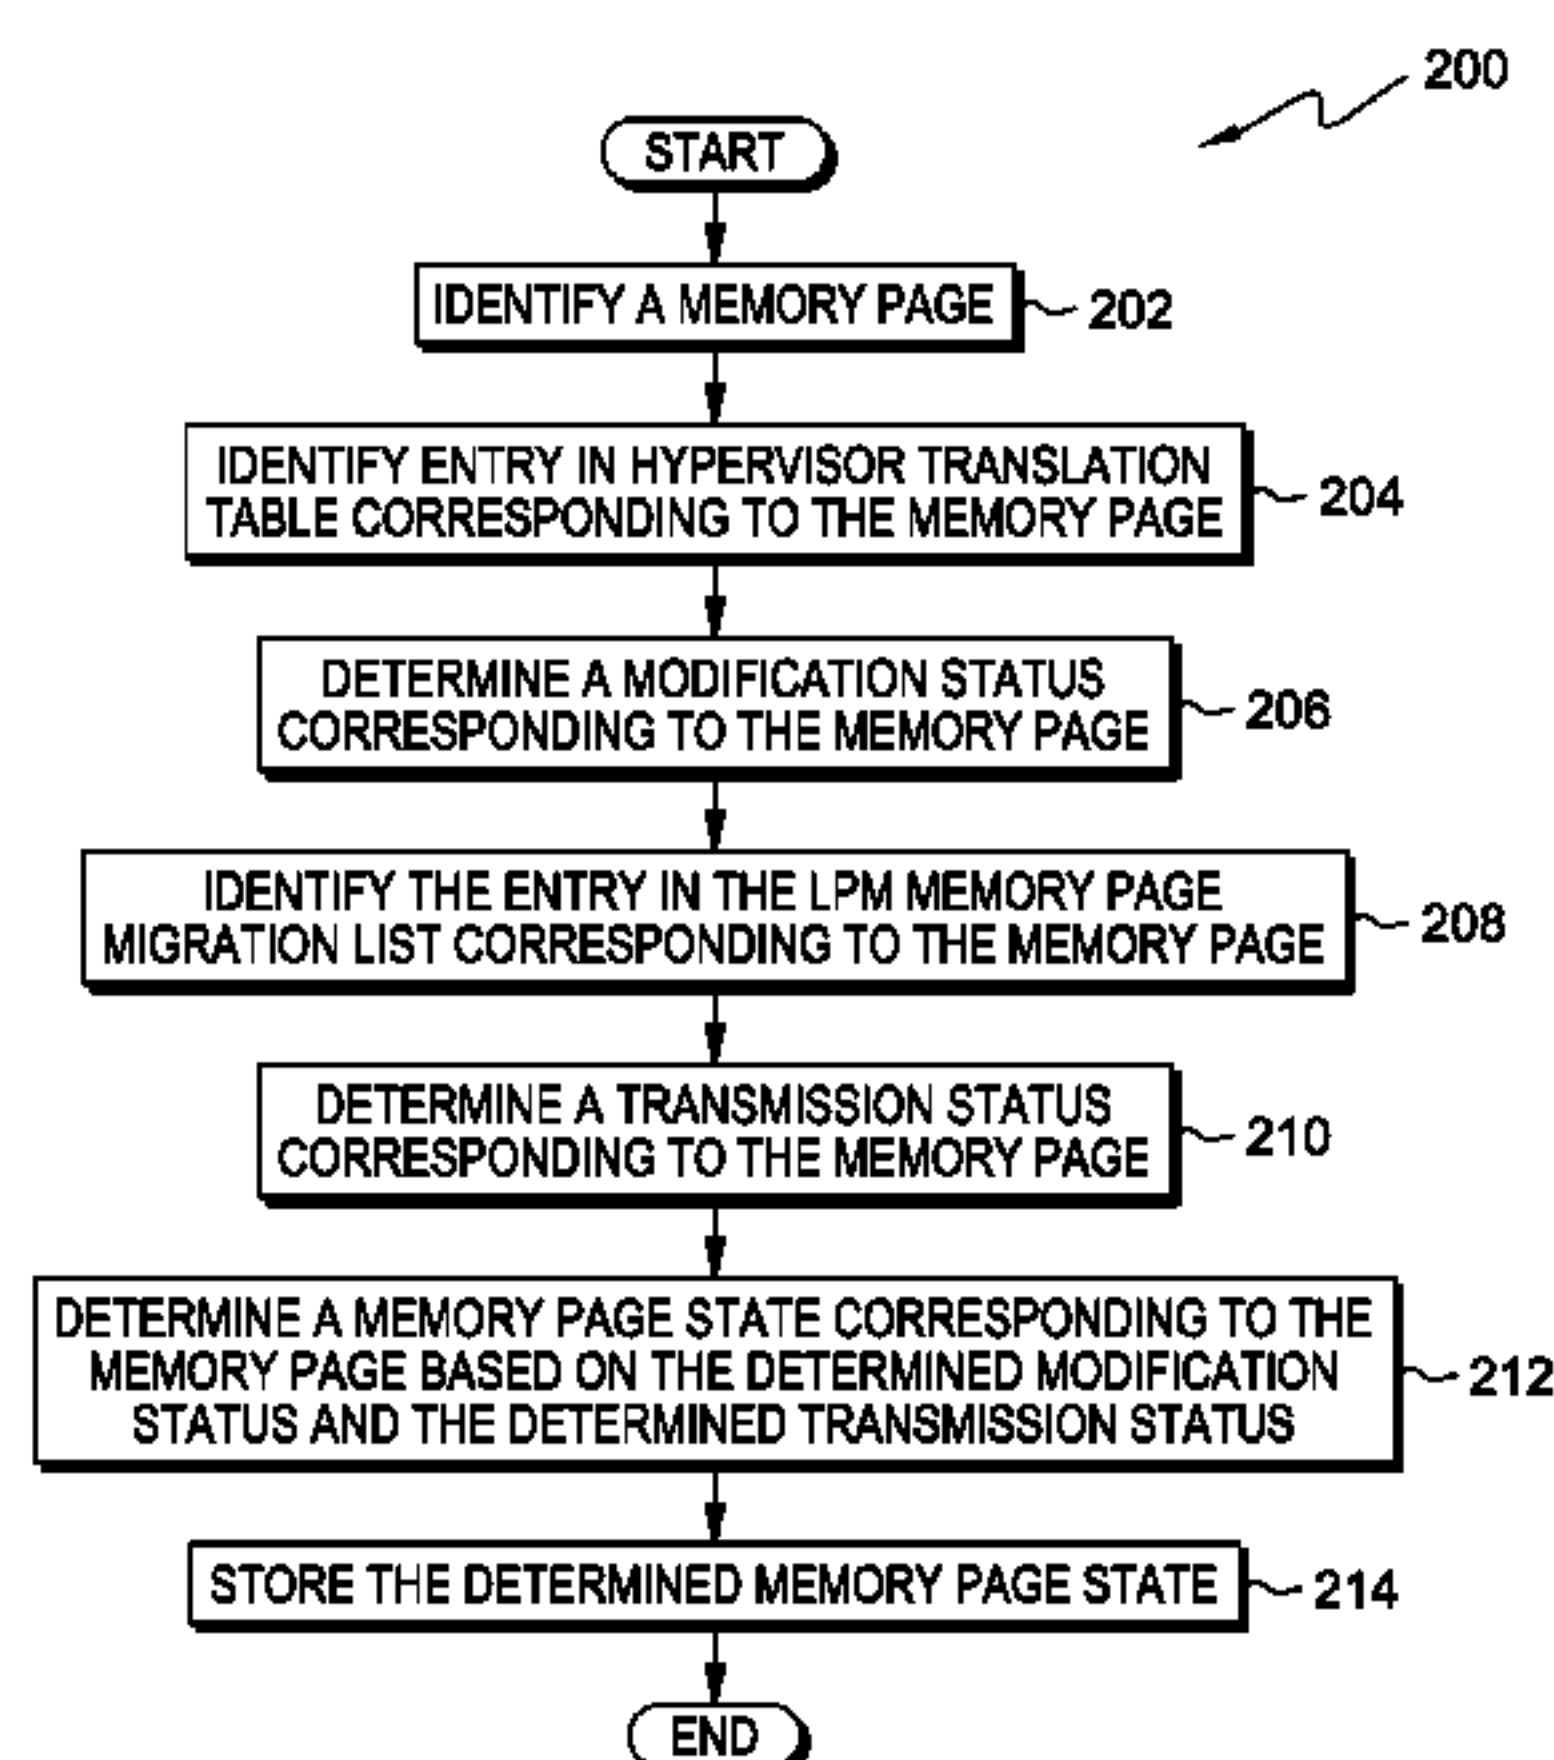 200
START
IDENTIFY A MEMORY PAGE
202
IDENTIFY ENTRY IN HYPERVISOR TRANSLATION
TABLE CORRESPONDING TO THE MEMORY PAGE
204
DETERMINE A MODIFICATION STATUS
CORRESPONDING TO THE MEMORY PAGE
206
IDENTIFY THE ENTRY IN THE LPM MEMORY PAGE
MIGRATION LIST CORRESPONDING TO THE MEMORY PAGE
208
DETERMINE A TRANSMISSION STATUS
CORRESPONDING TO THE MEMORY PAGE
210
DETERMINE A MEMORY PAGE STATE CORRESPONDING TO THE
MEMORY PAGE BASED ON THE DETERMINED MODIFICATION
STATUS AND THE DETERMINED TRANSMISSION STATUS
212
STORE THE DETERMINED MEMORY PAGE STATE
214
END